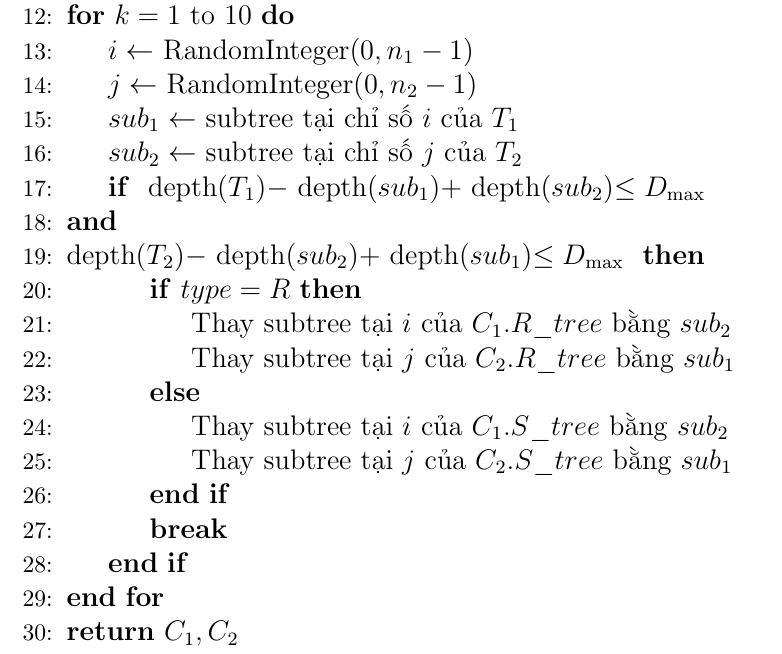 12: for k = 1 to 10 do
13: i ← RandomInteger(0, n₁ − 1)
14: j ← RandomInteger(0, n₂ − 1)
15: sub₁ ← subtree tại chỉ số i của T₁
16: sub₂ ← subtree tại chỉ số j của T₂
17: if depth(T₁)− depth(sub₁)+ depth(sub₂)≤ Dmax
18: and
19: depth(T₂)− depth(sub₂)+ depth(sub₁)≤ Dmax then
20: if type = R then
21: Thay subtree tại i của C₁.R_tree bằng sub₂
22: Thay subtree tại j của C₂.R_tree bằng sub₁
23: else
24: Thay subtree tại i của C₁.S_tree bằng sub₂
25: Thay subtree tại j của C₂.S_tree bằng sub₁
26: end if
27: break
28: end if
29: end for
30: return C₁, C₂